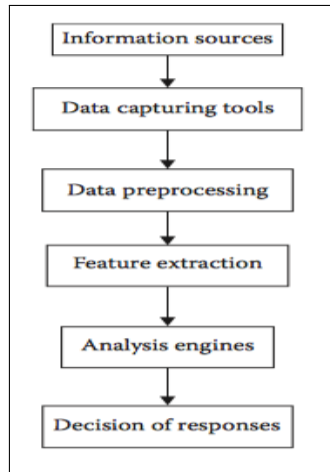 Information sources
Data capturing tools
Data preprocessing
Feature extraction
Analysis engines
Decision of responses